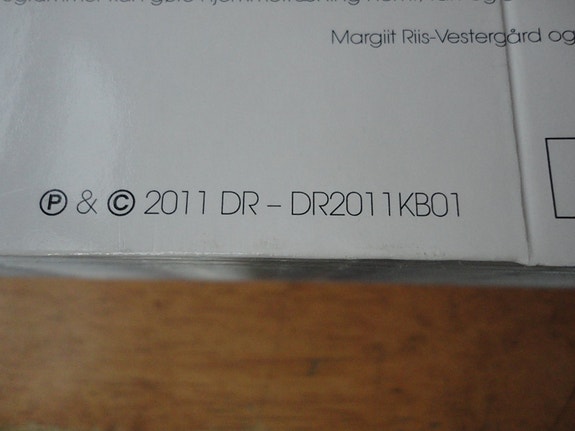 Margiit Riis-Vestergård og
Ⓟ & © 2011 DR – DR2011KB01